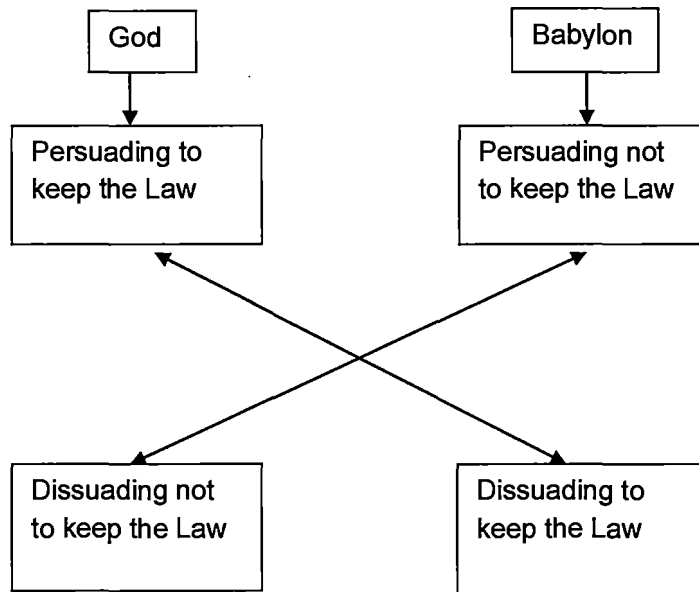 God
Babylon
Persuading to
keep the Law
Persuading not
to keep the Law
Dissuading not
to keep the Law
Dissuading to
keep the Law